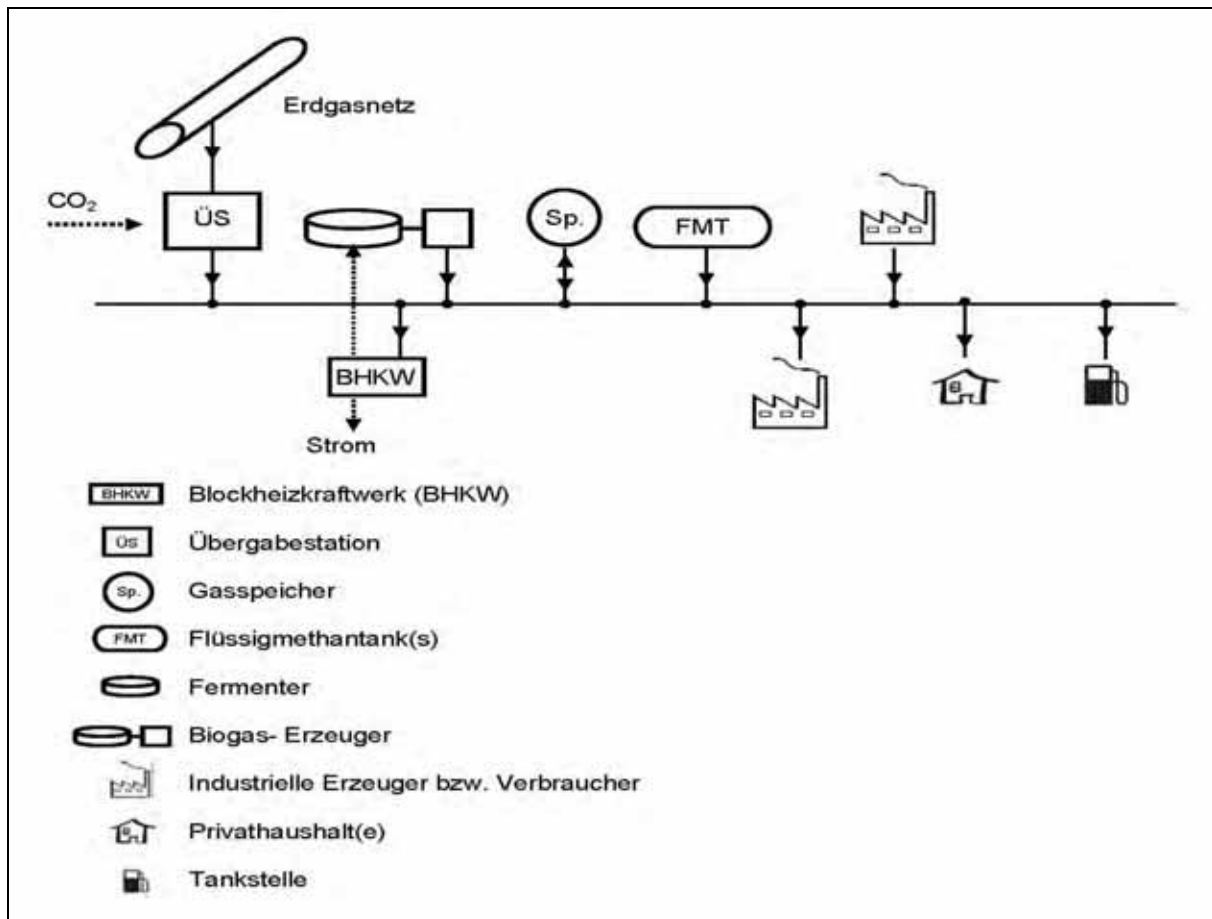 Erdgasnetz
CO₂
ÜS
Sp.
FMT
BHKW
Strom
BHKW Blockheizkraftwerk (BHKW)
ÜS Übergabestation
Sp. Gasspeicher
FMT Flüssigmethantank(s)
Fermenter
Biogas- Erzeuger
Industrielle Erzeuger bzw. Verbraucher
Privathaushalt(e)
Tankstelle